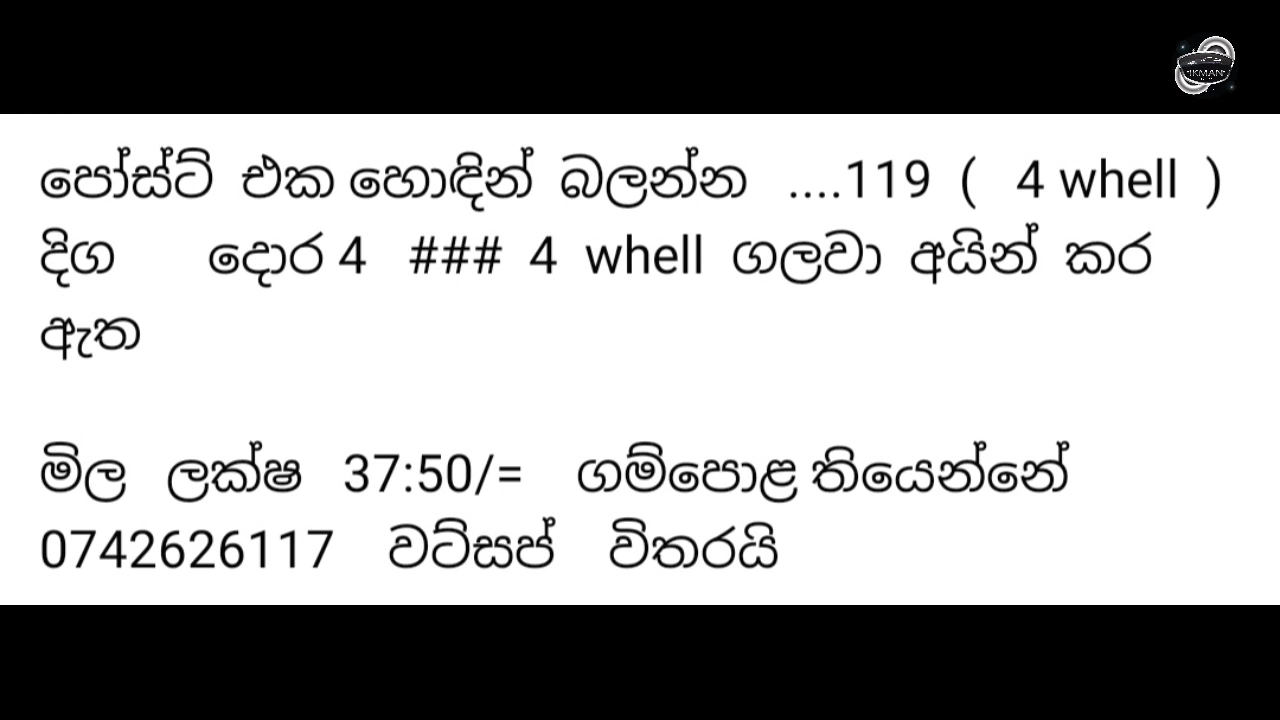 IKMAN
පෝස්ට් එක හොඳින් බලන්න ....119 ( 4 whell )
දිග දොර 4 ### 4 whell ගලවා අයින් කර
ඇත
මිල ලක්ෂ 37:50/= ගම්පොළ තියෙන්නේ
0742626117 වට්සප් විතරයි